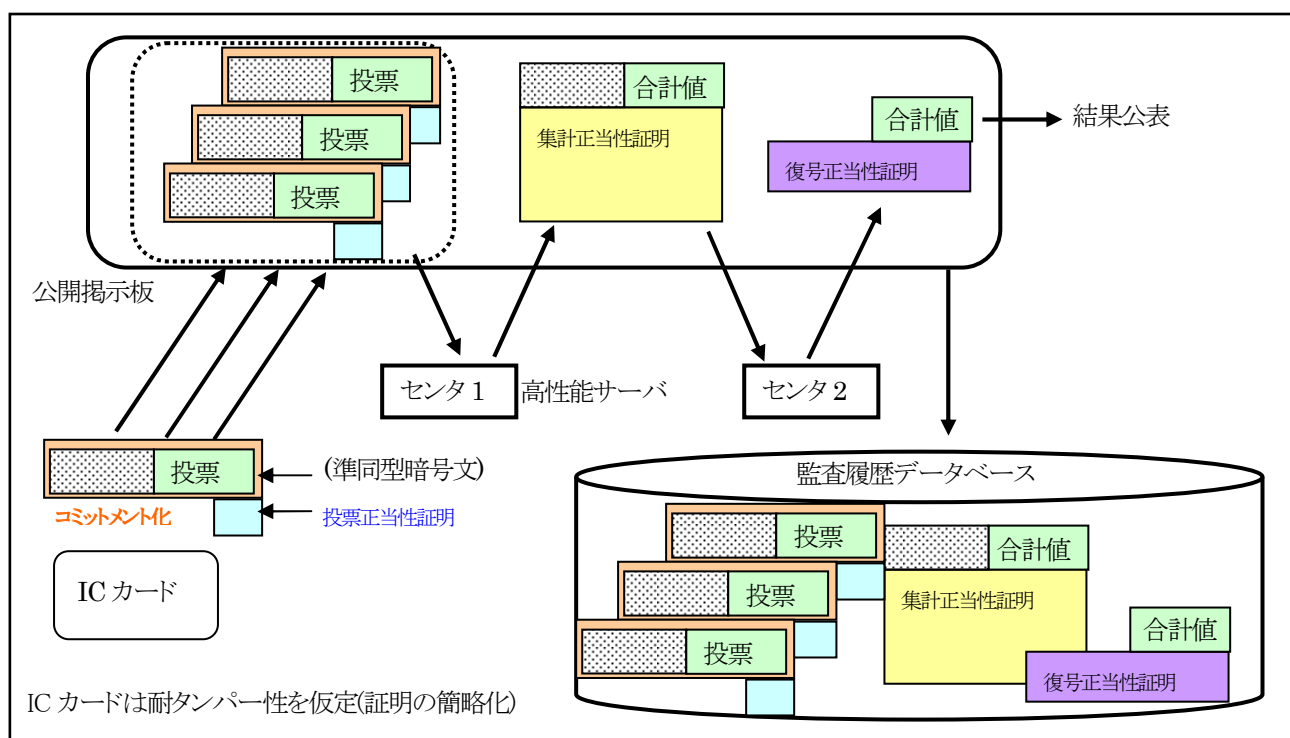 投票
合計値
投票
集計正当性証明
合計値
結果公表
投票
復号正当性証明
公開掲示板
センタ1
高性能サーバ
センタ2
投票
(準同型暗号文)
コミットメント化
投票正当性証明
ICカード
監査履歴データベース
投票
合計値
投票
集計正当性証明
投票
合計値
復号正当性証明
ICカードは耐タンパー性を仮定(証明の簡略化)